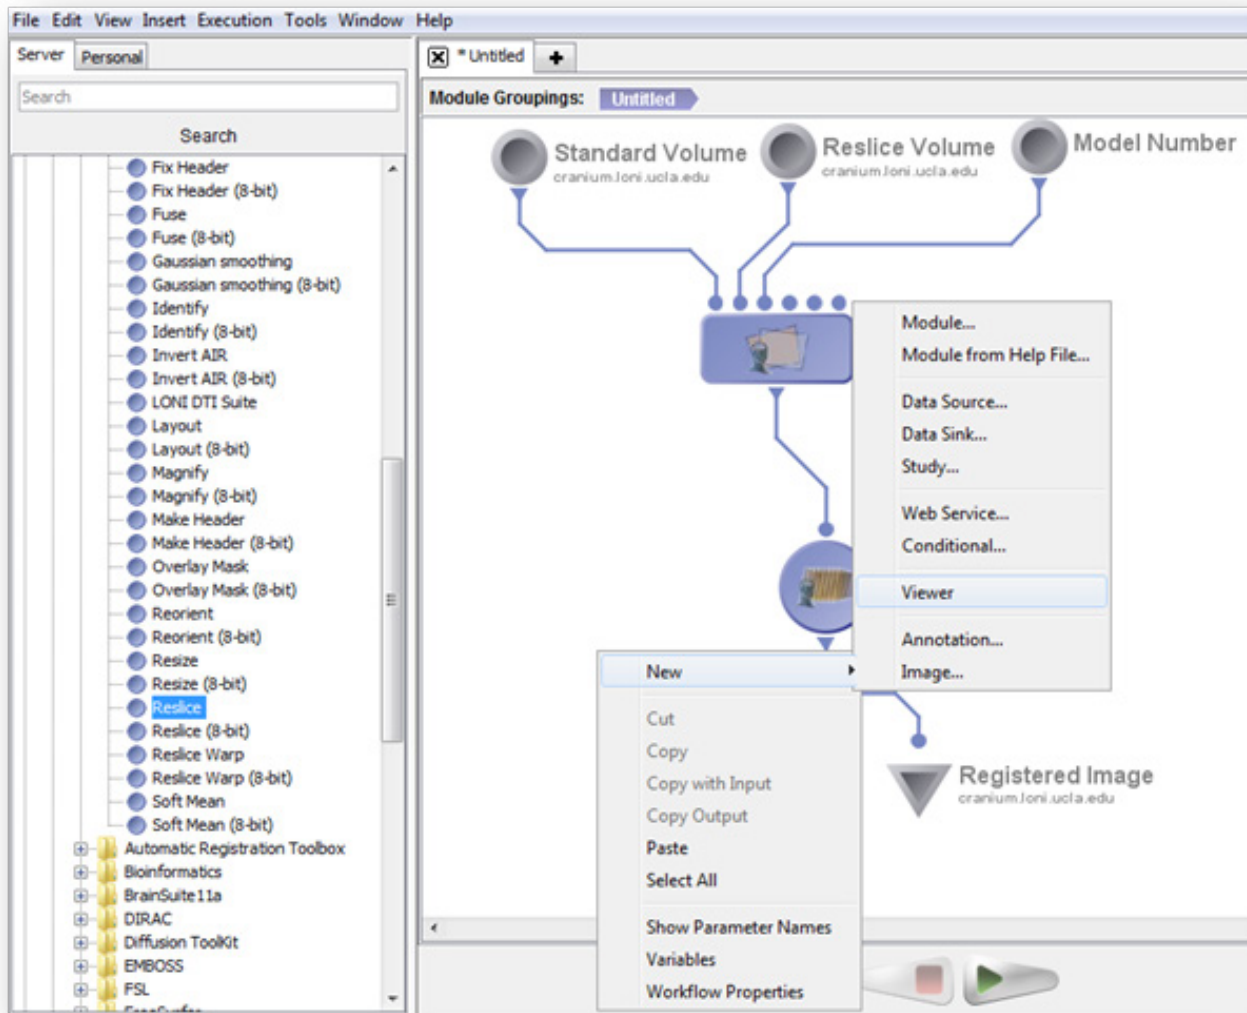 File Edit View Insert Execution Tools Window Help
Server Personal
* Untitled
Search
Module Groupings: Untitled
Search
Fix Header
Fix Header (8-bit)
Fuse
Fuse (8-bit)
Gaussian smoothing
Gaussian smoothing (8-bit)
Identify
Identify (8-bit)
Invert AIR
Invert AIR (8-bit)
LONI DTI Suite
Layout
Layout (8-bit)
Magnify
Magnify (8-bit)
Make Header
Make Header (8-bit)
Overlay Mask
Overlay Mask (8-bit)
Reorient
Reorient (8-bit)
Resize
Resize (8-bit)
Reslice
Reslice (8-bit)
Reslice Warp
Reslice Warp (8-bit)
Soft Mean
Soft Mean (8-bit)
Automatic Registration Toolbox
Bioinformatics
BrainSuite11a
DIRAC
Diffusion ToolKit
EMBOSS
FSL
FreeSurfer
Standard Volume
cranium.loni.ucla.edu
Reslice Volume
cranium.loni.ucla.edu
Model Number
Module...
Module from Help File...
Data Source...
Data Sink...
Study...
Web Service...
Conditional...
Viewer
Annotation...
Image...
New
Cut
Copy
Copy with Input
Copy Output
Paste
Select All
Show Parameter Names
Variables
Workflow Properties
Registered Image
cranium.loni.ucla.edu